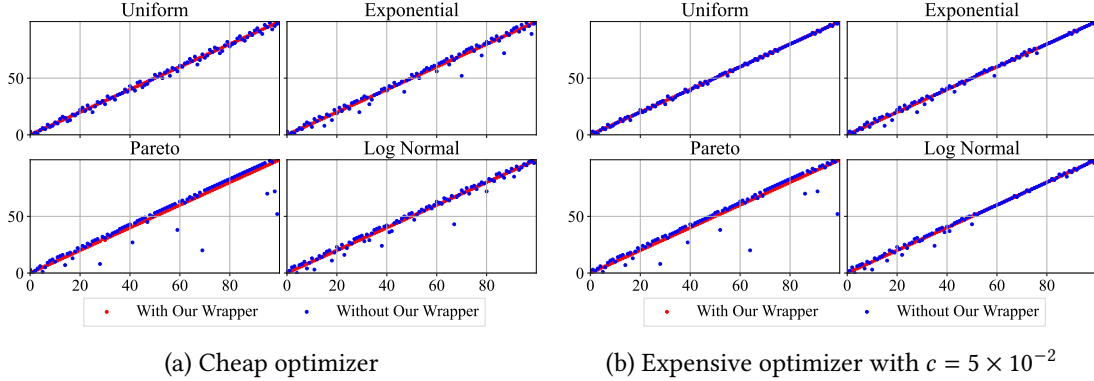 Uniform
Exponential
Uniform
Exponential
50
0
50
0
Pareto
Log Normal
Pareto
Log Normal
50
0
50
0
0 20 40 60 80
0 20 40 60 80
0 20 40 60 80
0 20 40 60 80
With Our Wrapper
Without Our Wrapper
With Our Wrapper
Without Our Wrapper
(a) Cheap optimizer
(b) Expensive optimizer with c = 5 × 10⁻²